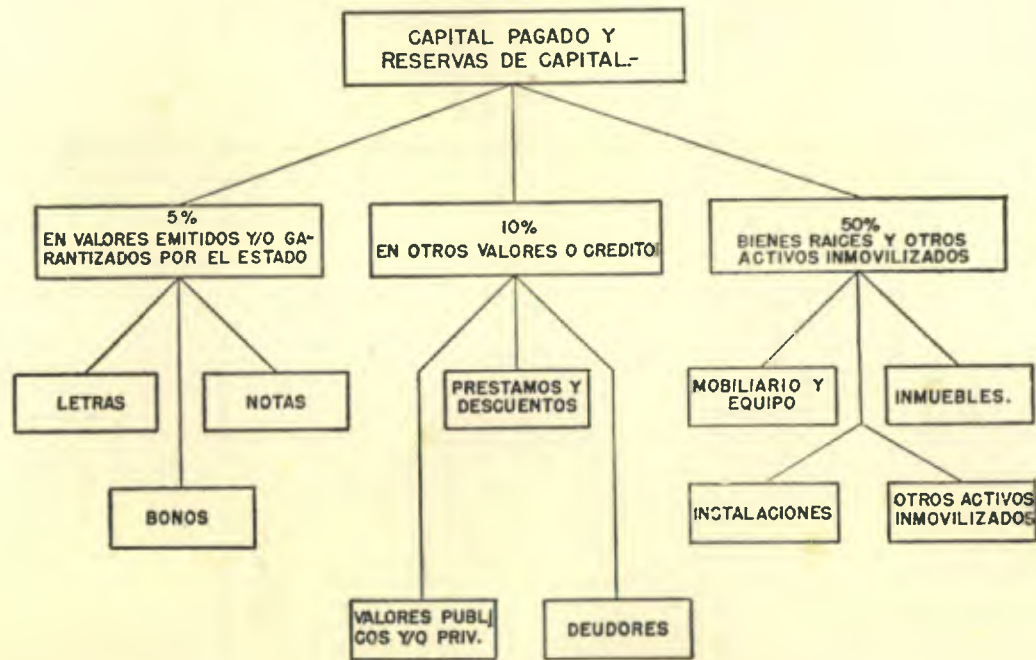 CAPITAL PAGADO Y
RESERVAS DE CAPITAL.-
5%
EN VALORES EMITIDOS Y/O GA-
RANTIZADOS POR EL ESTADO
10%
EN OTROS VALORES O CREDITO
50%
BIENES RAICES Y OTROS
ACTIVOS INMOVILIZADOS
LETRAS
NOTAS
BONOS
PRESTAMOS Y
DESCUENTOS
VALORES PUBLI
COS Y/O PRIV.
DEUDORES
MOBILIARIO Y
EQUIPO
INMUEBLES.
INSTALACIONES
OTROS ACTIVOS
INMOVILIZADOS